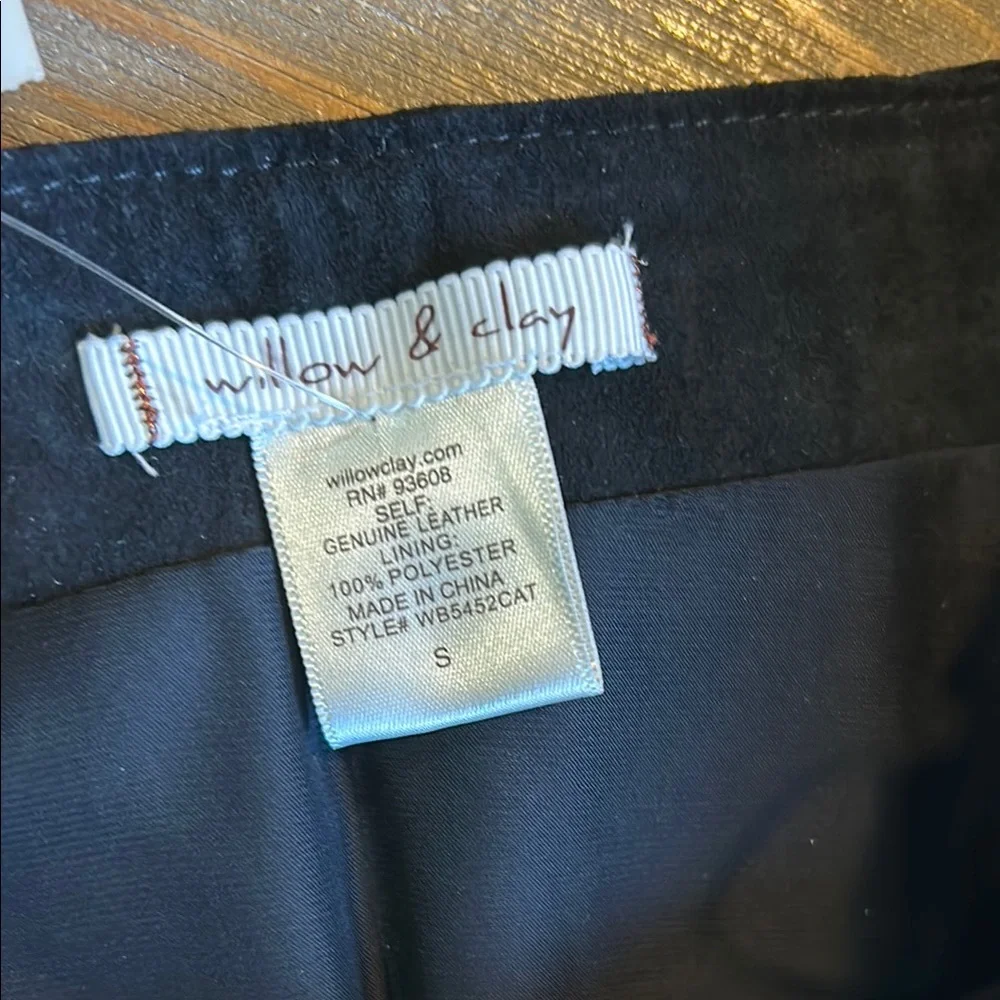 willow & clay
willowclay.com
RN# 93608
SELF:
GENUINE LEATHER
LINING:
100% POLYESTER
MADE IN CHINA
STYLE# WB5452CAT
S